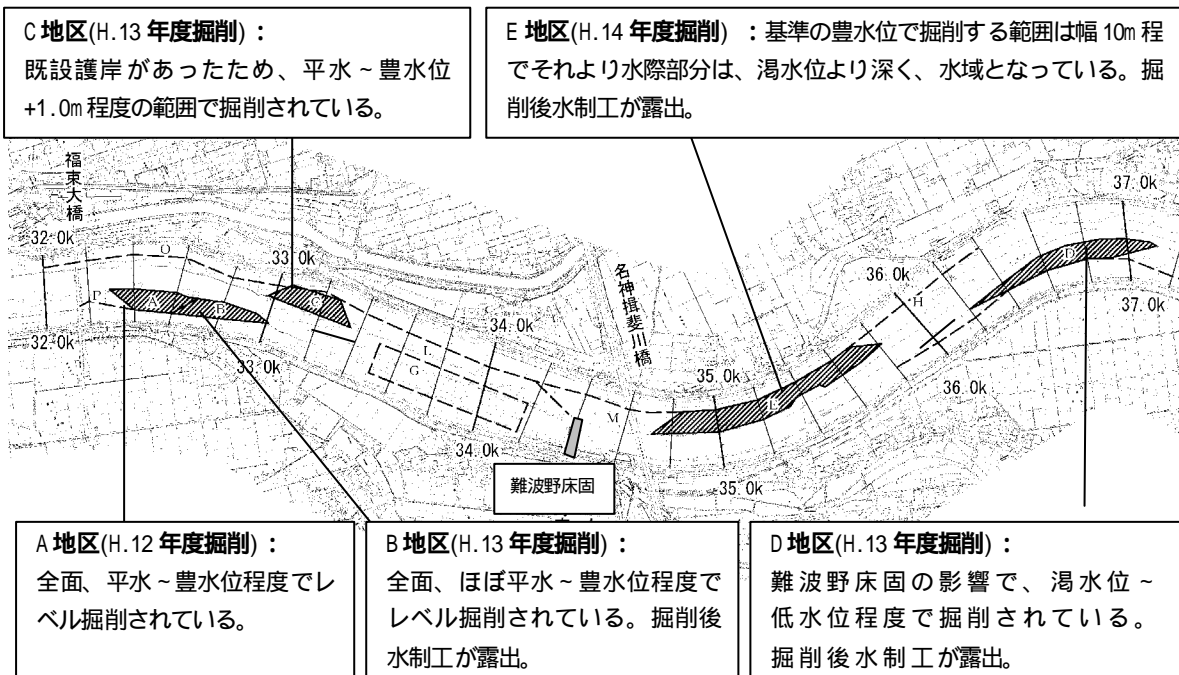 C地区(H.13年度掘削)：
既設護岸があったため、平水～豊水位
+1.0m程度の範囲で掘削されている。
E地区(H.14年度掘削) ：基準の豊水位で掘削する範囲は幅10m程
でそれより水際部分は、渇水位より深く、水域となっている。掘
削後水制工が露出。
福束大橋
32.0k
O
33.0k
P
A
B
C
32.0k
33.0k
L
G
34.0k
34.0k
名神揖斐川橋
M
35.0k
35.0k
36.0k
H
36.0k
D
37.0k
37.0k
難波野床固
A地区(H.12年度掘削)：
全面、平水～豊水位程度でレ
ベル掘削されている。
B地区(H.13年度掘削)：
全面、ほぼ平水～豊水位程度で
レベル掘削されている。掘削後
水制工が露出。
D地区(H.13年度掘削)：
難波野床固の影響で、渇水位～
低水位程度で掘削されている。
掘削後水制工が露出。